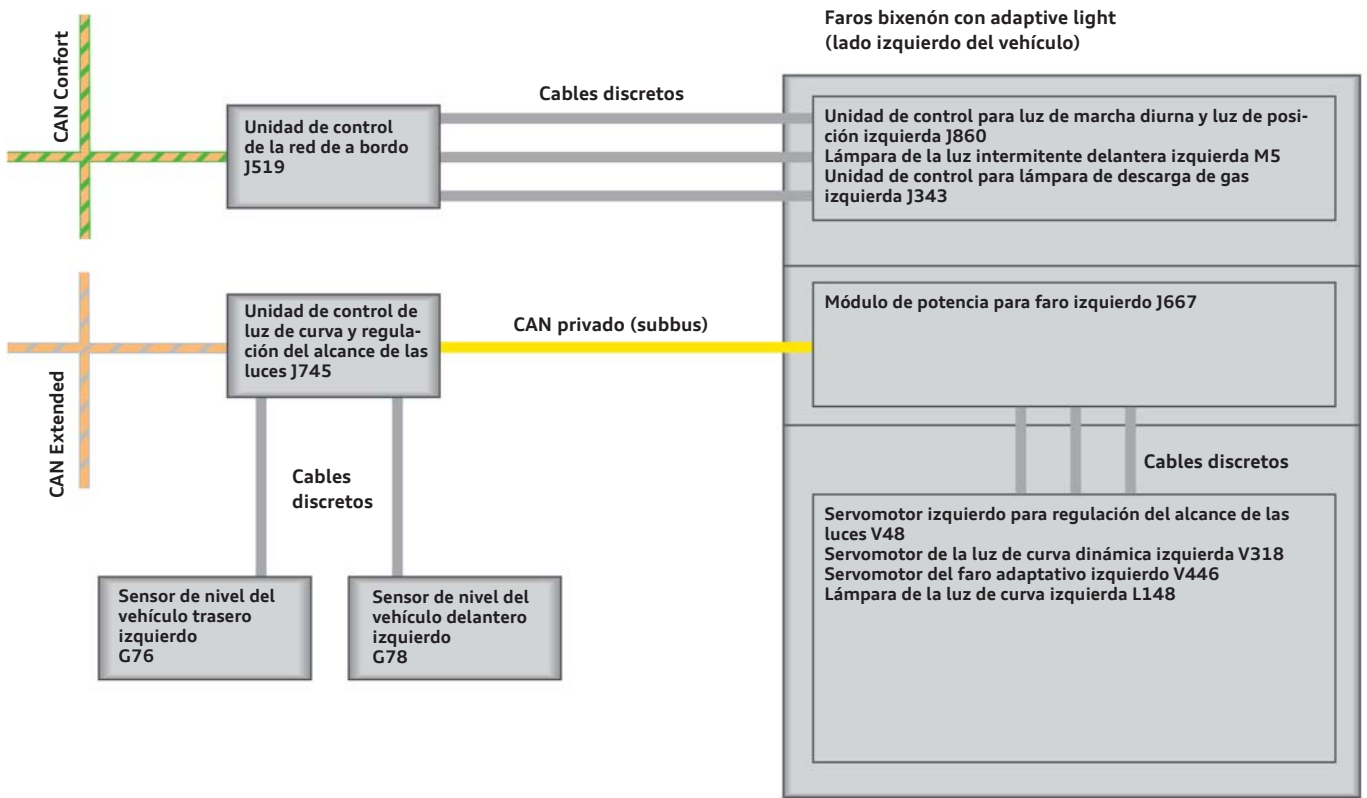 Faros bixenón con adaptive light
(lado izquierdo del vehículo)
CAN Confort
Cables discretos
Unidad de control
de la red de a bordo
J519
Unidad de control para luz de marcha diurna y luz de posi-
ción izquierda J860
Lámpara de la luz intermitente delantera izquierda M5
Unidad de control para lámpara de descarga de gas
izquierda J343
CAN Extended
Unidad de control de
luz de curva y regula-
ción del alcance de las
luces J745
CAN privado (subbus)
Módulo de potencia para faro izquierdo J667
Cables
discretos
Cables discretos
Sensor de nivel del
vehículo trasero
izquierdo
G76
Sensor de nivel del
vehículo delantero
izquierdo
G78
Servomotor izquierdo para regulación del alcance de las
luces V48
Servomotor de la luz de curva dinámica izquierda V318
Servomotor del faro adaptativo izquierdo V446
Lámpara de la luz de curva izquierda L148